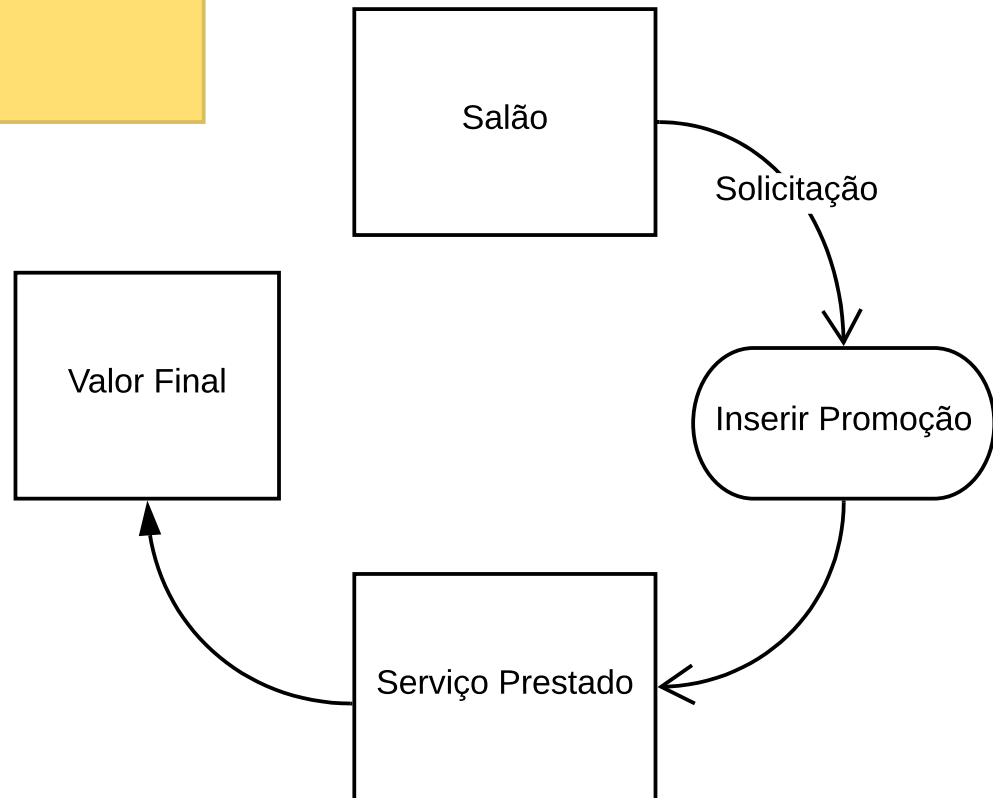 Salão
Solicitação
Valor Final
Inserir Promoção
Serviço Prestado